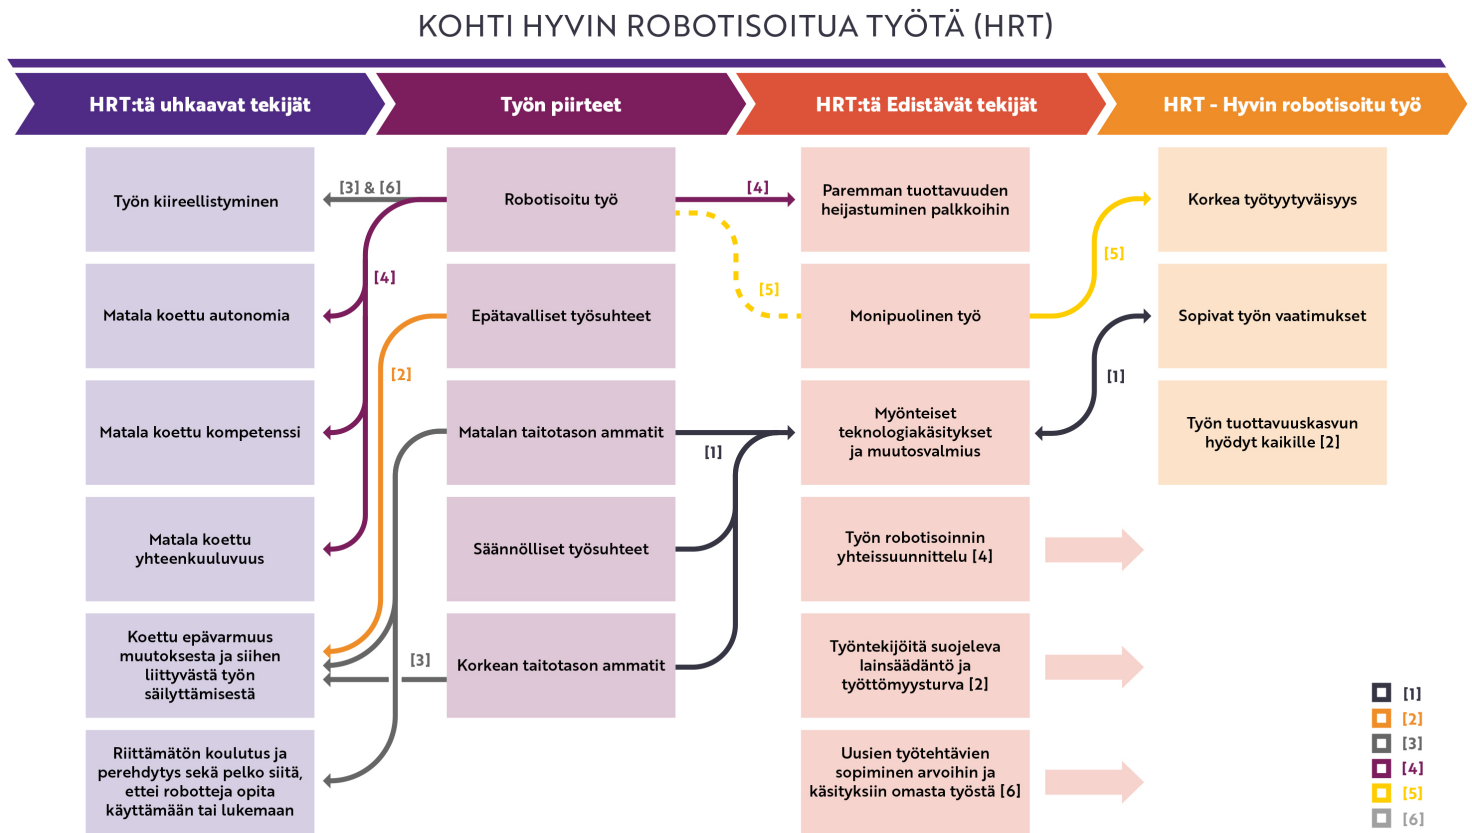 KOHTI HYVIN ROBOTISOITUA TYÖTÄ (HRT)
HRT:tä uhkaavat tekijät
Työn piirteet
HRT:tä Edistävät tekijät
HRT - Hyvin robotisoitu työ
Työn kiireellistyminen
Matala koettu autonomia
Matala koettu kompetenssi
Matala koettu
yhteenkuuluvuus
Koettu epävarmuus
muutoksesta ja siihen
liittyvästä työn
säilyttämisestä
Riittämätön koulutus ja
perehdytys sekä pelko siitä,
ettei robotteja opita
käyttämään tai lukemaan
[3] & [6]
[4]
[2]
[3]
Robotisoitu työ
Epätavalliset työsuhteet
Matalan taitotason ammatit
Säännölliset työsuhteet
Korkean taitotason ammatit
[4]
[5]
[1]
Paremman tuottavuuden
heijastuminen palkkoihin
Monipuolinen työ
Myönteiset
teknologiakäsitykset
ja muutosvalmius
Työn robotisoinnin
yhteissuunnittelu [4]
Työntekijöitä suojeleva
lainsäädäntö ja
työttömyysturva [2]
Uusien työtehtävien
sopiminen arvoihin ja
käsityksiin omasta työstä [6]
[5]
[1]
Korkea työtyytyväisyys
Sopivat työn vaatimukset
Työn tuottavuuskasvun
hyödyt kaikille [2]
[1]
[2]
[3]
[4]
[5]
[6]